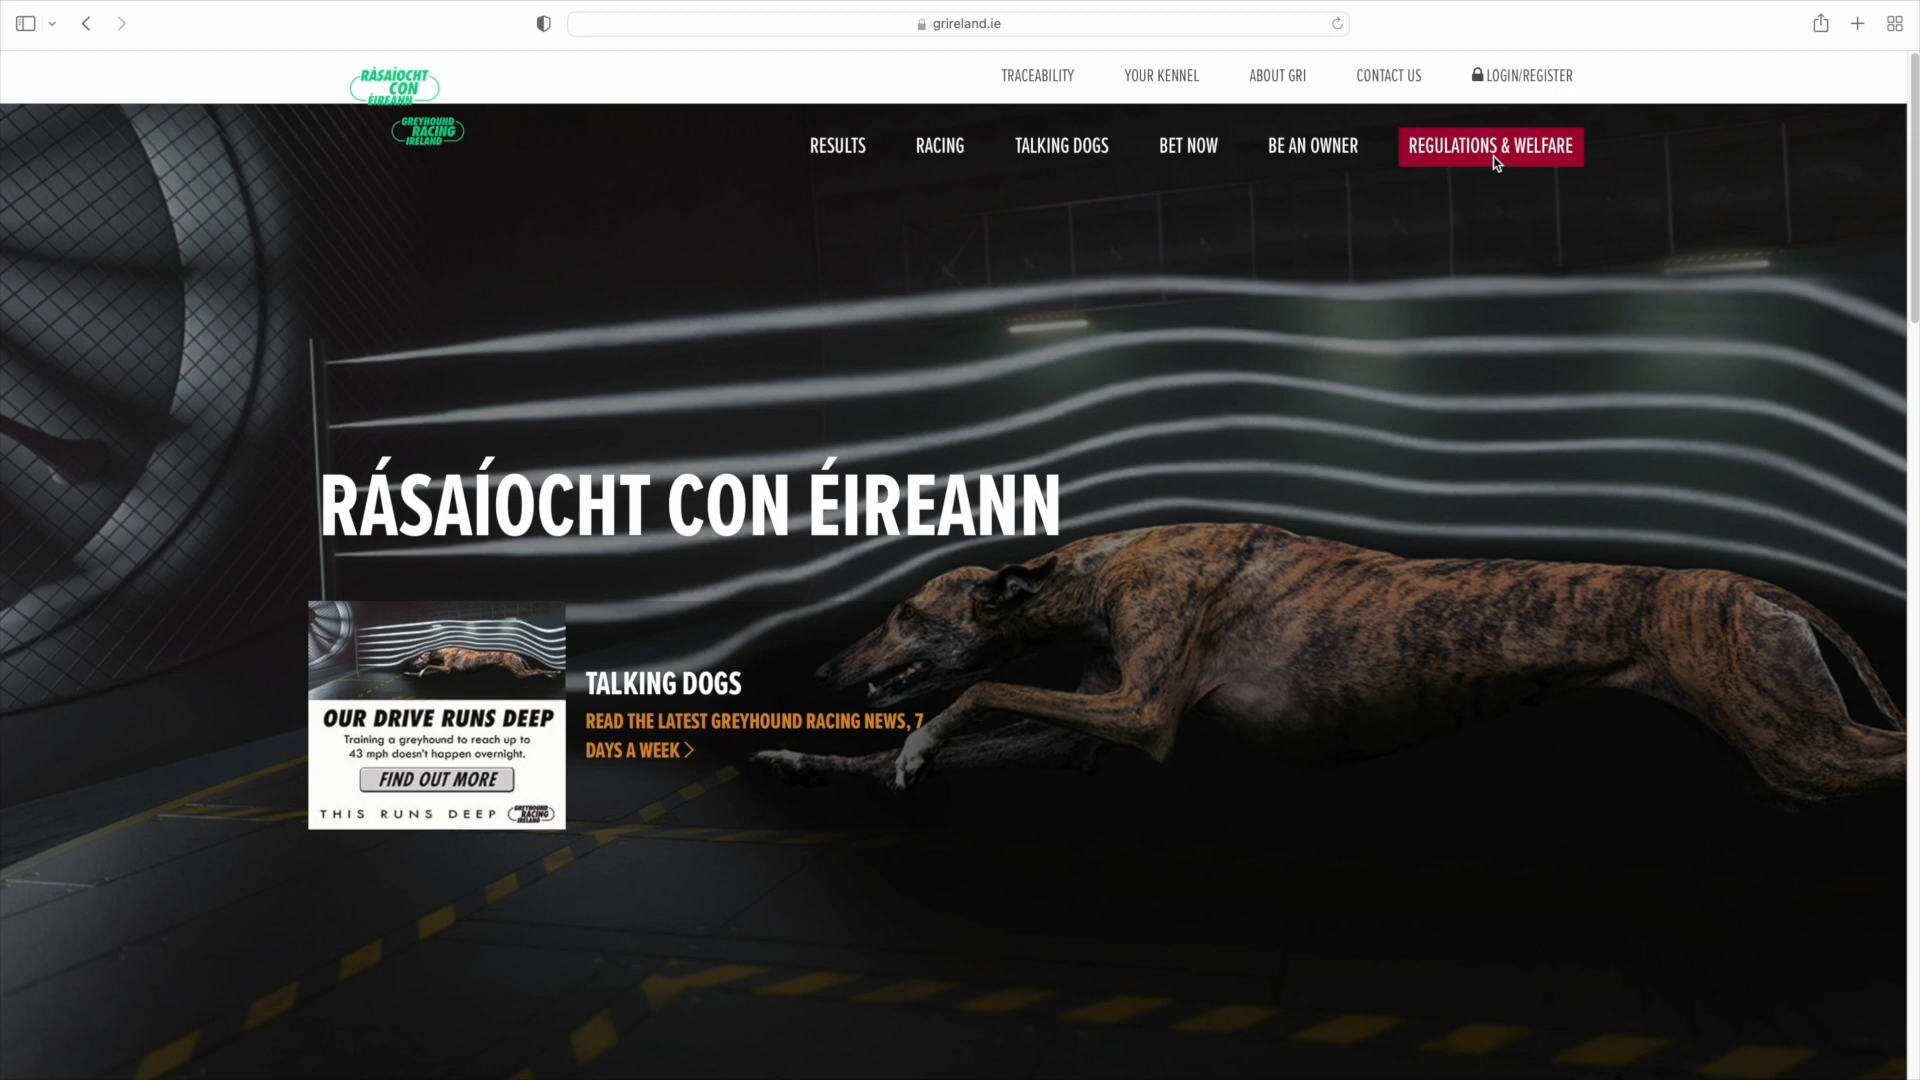 grireland.ie
RÁSAÍOCHT
CON
ÉIREANN
TRACEABILITY YOUR KENNEL ABOUT GRI CONTACT US LOGIN/REGISTER
GREYHOUND
RACING
IRELAND
RESULTS RACING TALKING DOGS BET NOW BE AN OWNER REGULATIONS & WELFARE
RÁSAÍOCHT CON ÉIREANN
OUR DRIVE RUNS DEEP
Training a greyhound to reach up to
43 mph doesn't happen overnight.
FIND OUT MORE
THIS RUNS DEEP
GREYHOUND
RACING
IRELAND
TALKING DOGS
READ THE LATEST GREYHOUND RACING NEWS, 7
DAYS A WEEK >